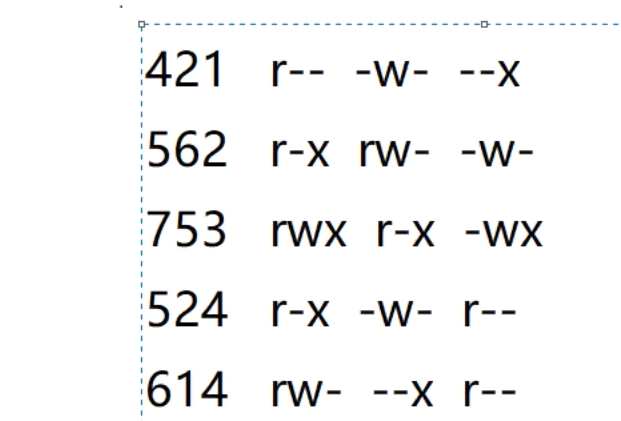 421 r-- -w- --x
562 r-x rw- -w-
753 rwx r-x -wx
524 r-x -w- r--
614 rw- --x r--